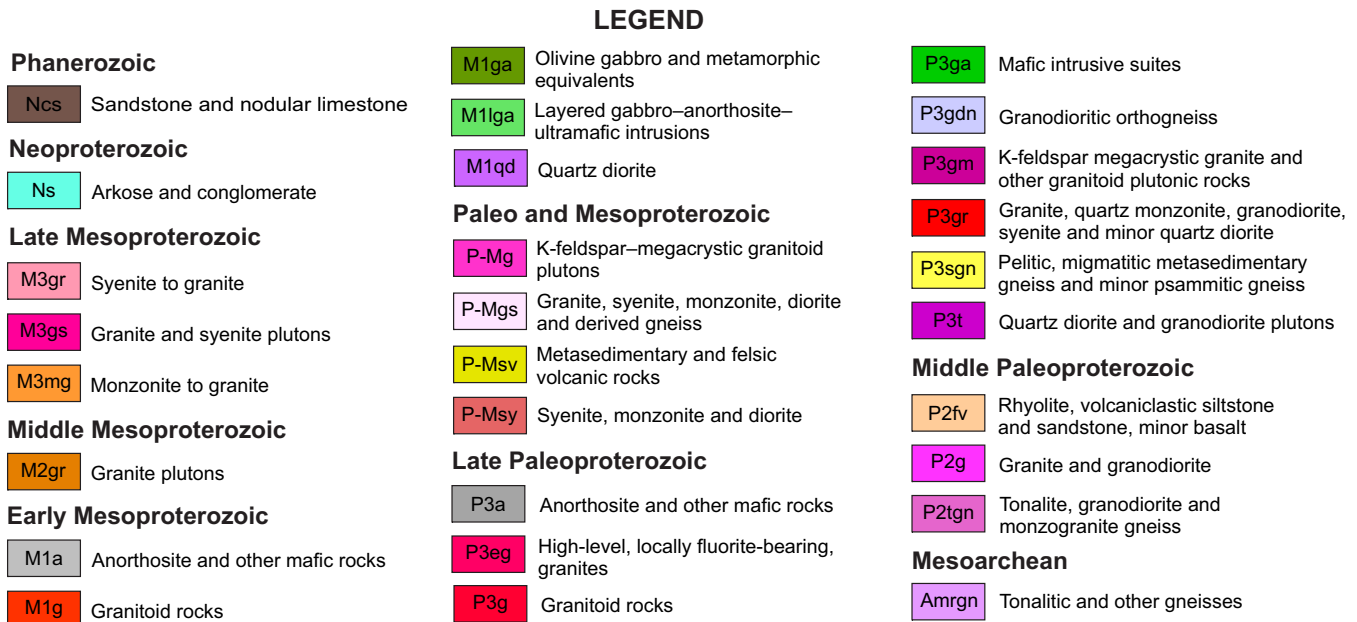 LEGEND
Phanerozoic
Ncs Sandstone and nodular limestone
Neoproterozoic
Ns Arkose and conglomerate
Late Mesoproterozoic
M3gr Syenite to granite
M3gs Granite and syenite plutons
M3mg Monzonite to granite
Middle Mesoproterozoic
M2gr Granite plutons
Early Mesoproterozoic
M1a Anorthosite and other mafic rocks
M1g Granitoid rocks
M1ga Olivine gabbro and metamorphic
equivalents
M1lga Layered gabbro–anorthosite–
ultramafic intrusions
M1qd Quartz diorite
Paleo and Mesoproterozoic
P-Mg K-feldspar–megacrystic granitoid
plutons
P-Mgs Granite, syenite, monzonite, diorite
and derived gneiss
P-Msv Metasedimentary and felsic
volcanic rocks
P-Msy Syenite, monzonite and diorite
Late Paleoproterozoic
P3a Anorthosite and other mafic rocks
P3eg High-level, locally fluorite-bearing,
granites
P3g Granitoid rocks
P3ga Mafic intrusive suites
P3gdn Granodioritic orthogneiss
P3gm K-feldspar megacrystic granite and
other granitoid plutonic rocks
P3gr Granite, quartz monzonite, granodiorite,
syenite and minor quartz diorite
P3sgn Pelitic, migmatitic metasedimentary
gneiss and minor psammitic gneiss
P3t Quartz diorite and granodiorite plutons
Middle Paleoproterozoic
P2fv Rhyolite, volcaniclastic siltstone
and sandstone, minor basalt
P2g Granite and granodiorite
P2tgn Tonalite, granodiorite and
monzogranite gneiss
Mesoarchean
Amrgn Tonalitic and other gneisses